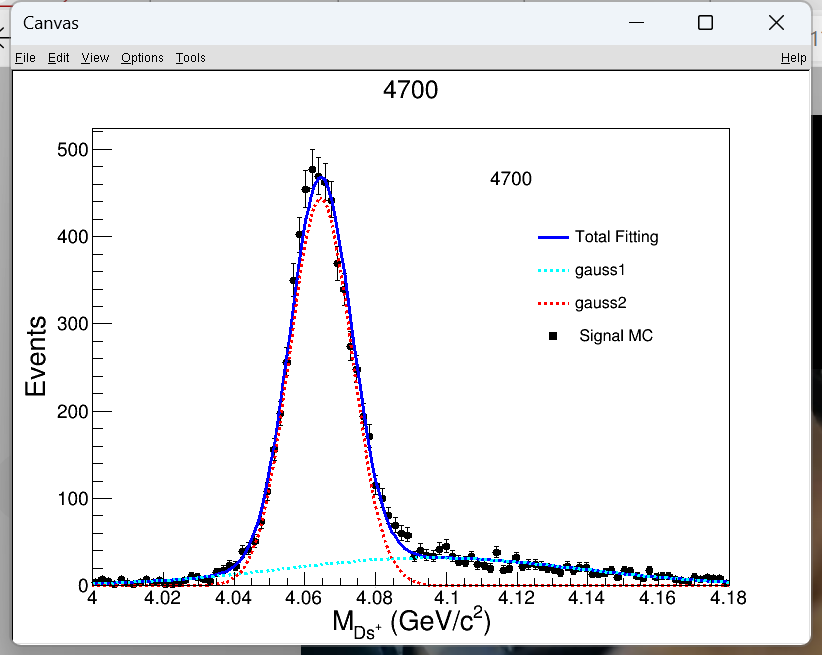 Canvas
File Edit View Options Tools Help
4700
4700
Total Fitting
gauss1
gauss2
Signal MC
Events
500
400
300
200
100
0
4 4.02 4.04 4.06 4.08 4.1 4.12 4.14 4.16 4.18
M_Ds⁺ (GeV/c²)